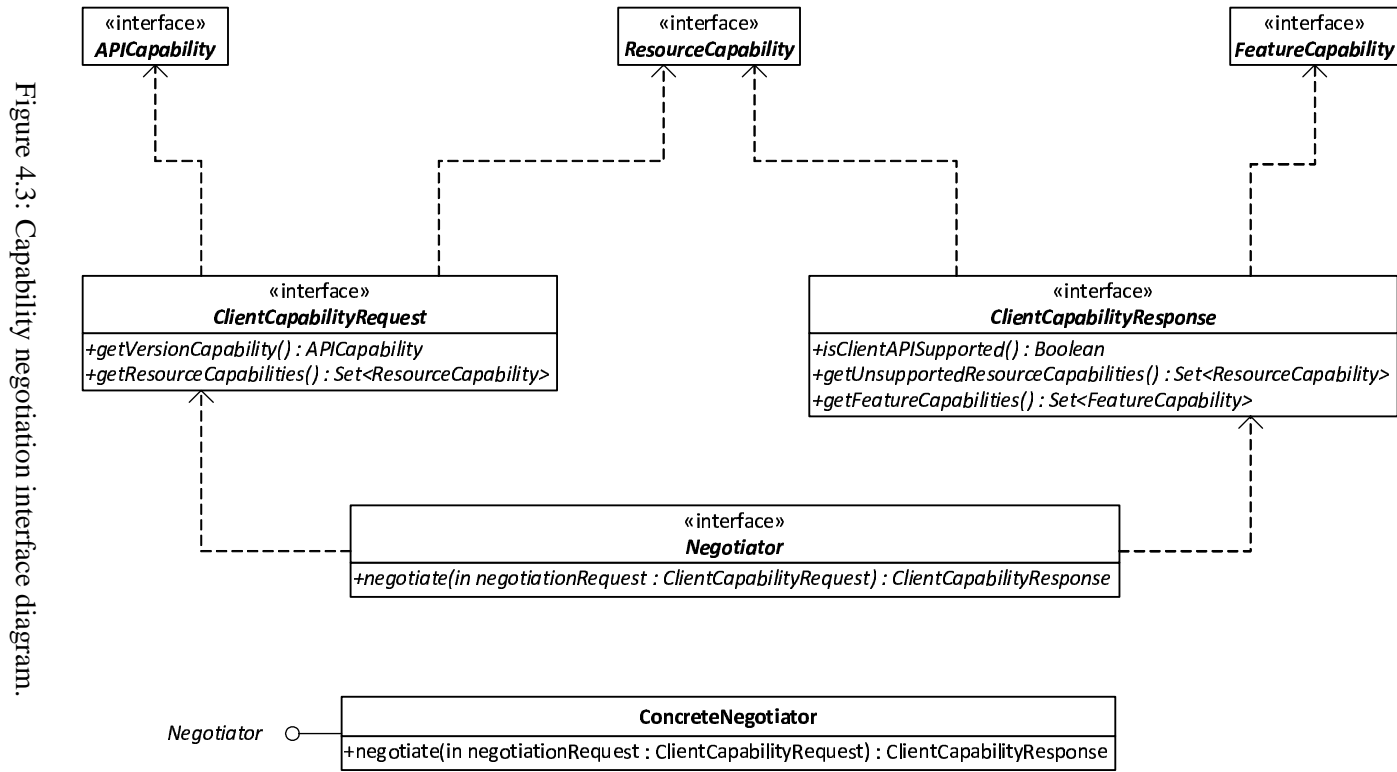 «interface»
APICapability
«interface»
ResourceCapability
«interface»
FeatureCapability
«interface»
ClientCapabilityRequest
+getVersionCapability() : APICapability
+getResourceCapabilities() : Set<ResourceCapability>
«interface»
ClientCapabilityResponse
+isClientAPISupported() : Boolean
+getUnsupportedResourceCapabilities() : Set<ResourceCapability>
+getFeatureCapabilities() : Set<FeatureCapability>
«interface»
Negotiator
+negotiate(in negotiationRequest : ClientCapabilityRequest) : ClientCapabilityResponse
Negotiator
ConcreteNegotiator
+negotiate(in negotiationRequest : ClientCapabilityRequest) : ClientCapabilityResponse
Figure 4.3: Capability negotiation interface diagram.